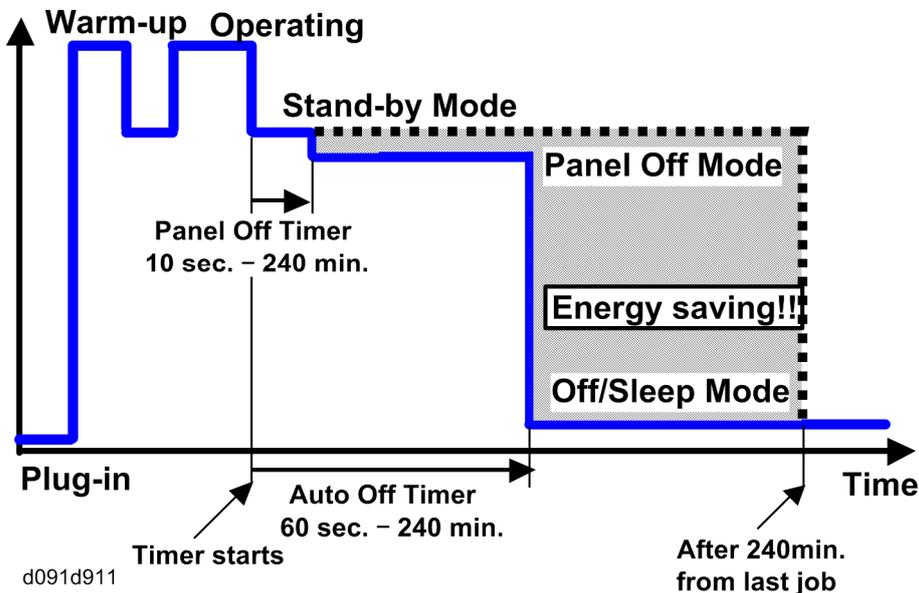 Warm-up Operating
Stand-by Mode
Panel Off Mode
Panel Off Timer
10 sec. – 240 min.
Energy saving!!
Off/Sleep Mode
Plug-in
Time
Auto Off Timer
60 sec. – 240 min.
Timer starts
After 240min.
from last job
d091d911